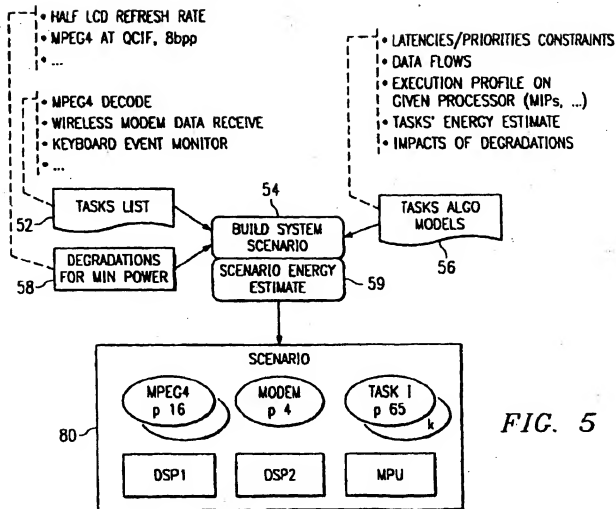 • HALF LCD REFRESH RATE
• MPEG4 AT QCIF, 8bpp
• ...
• MPEG4 DECODE
• WIRELESS MODEM DATA RECEIVE
• KEYBOARD EVENT MONITOR
• ...
• LATENCIES/PRIORITIES CONSTRAINTS
• DATA FLOWS
• EXECUTION PROFILE ON
GIVEN PROCESSOR (MIPs, ...)
• TASKS' ENERGY ESTIMATE
• IMPACTS OF DEGRADATIONS
52
TASKS LIST
58
DEGRADATIONS
FOR MIN POWER
54
BUILD SYSTEM
SCENARIO
SCENARIO ENERGY
ESTIMATE
59
TASKS ALGO
MODELS
56
80
SCENARIO
MPEG4
p 16
MODEM
p 4
TASK I
p 65
k
DSP1
DSP2
MPU
FIG. 5